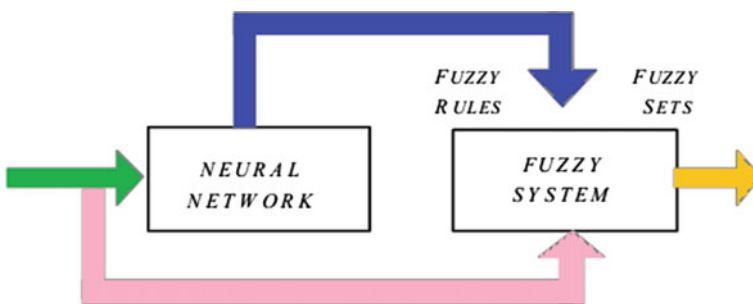 FUZZY
RULES
FUZZY
SETS
NEURAL
NETWORK
FUZZY
SYSTEM